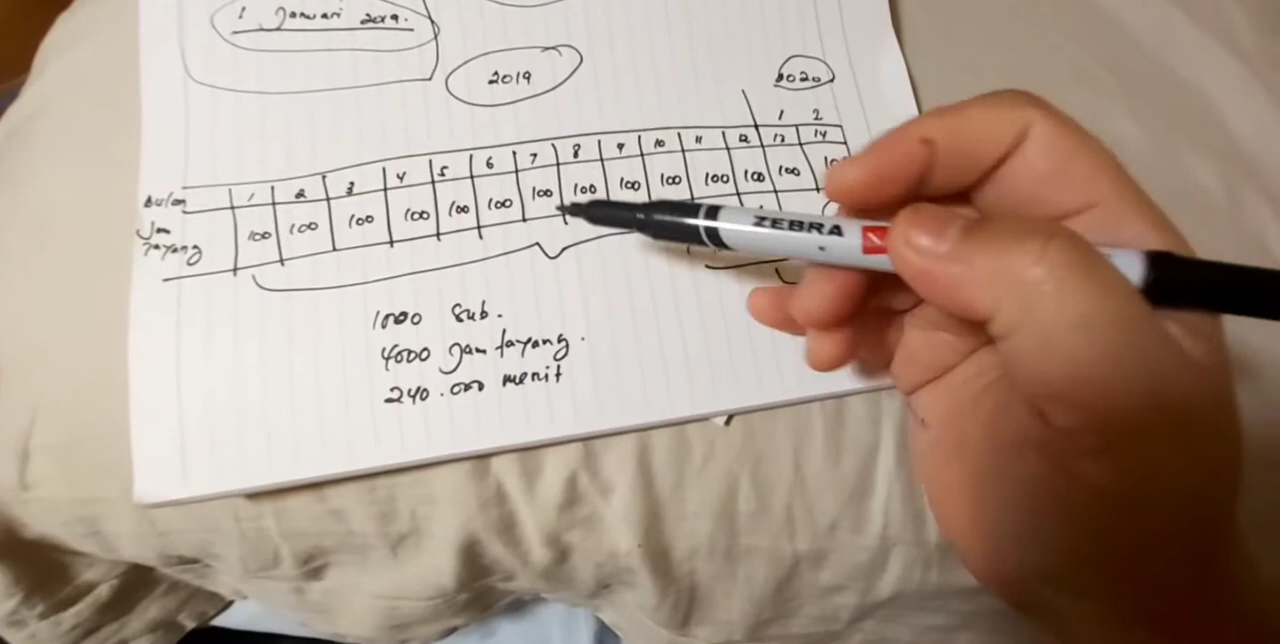 1 Januari 2019.
2019
2020
1 2
Bulan 1 2 3 4 5 6 7 8 9 10 11 12 13 14
Jam Tayang 100 100 100 100 100 100 100 100 100 100 100 100 100
ZEBRA
1000 Sub.
4000 Jam tayang.
240.000 menit